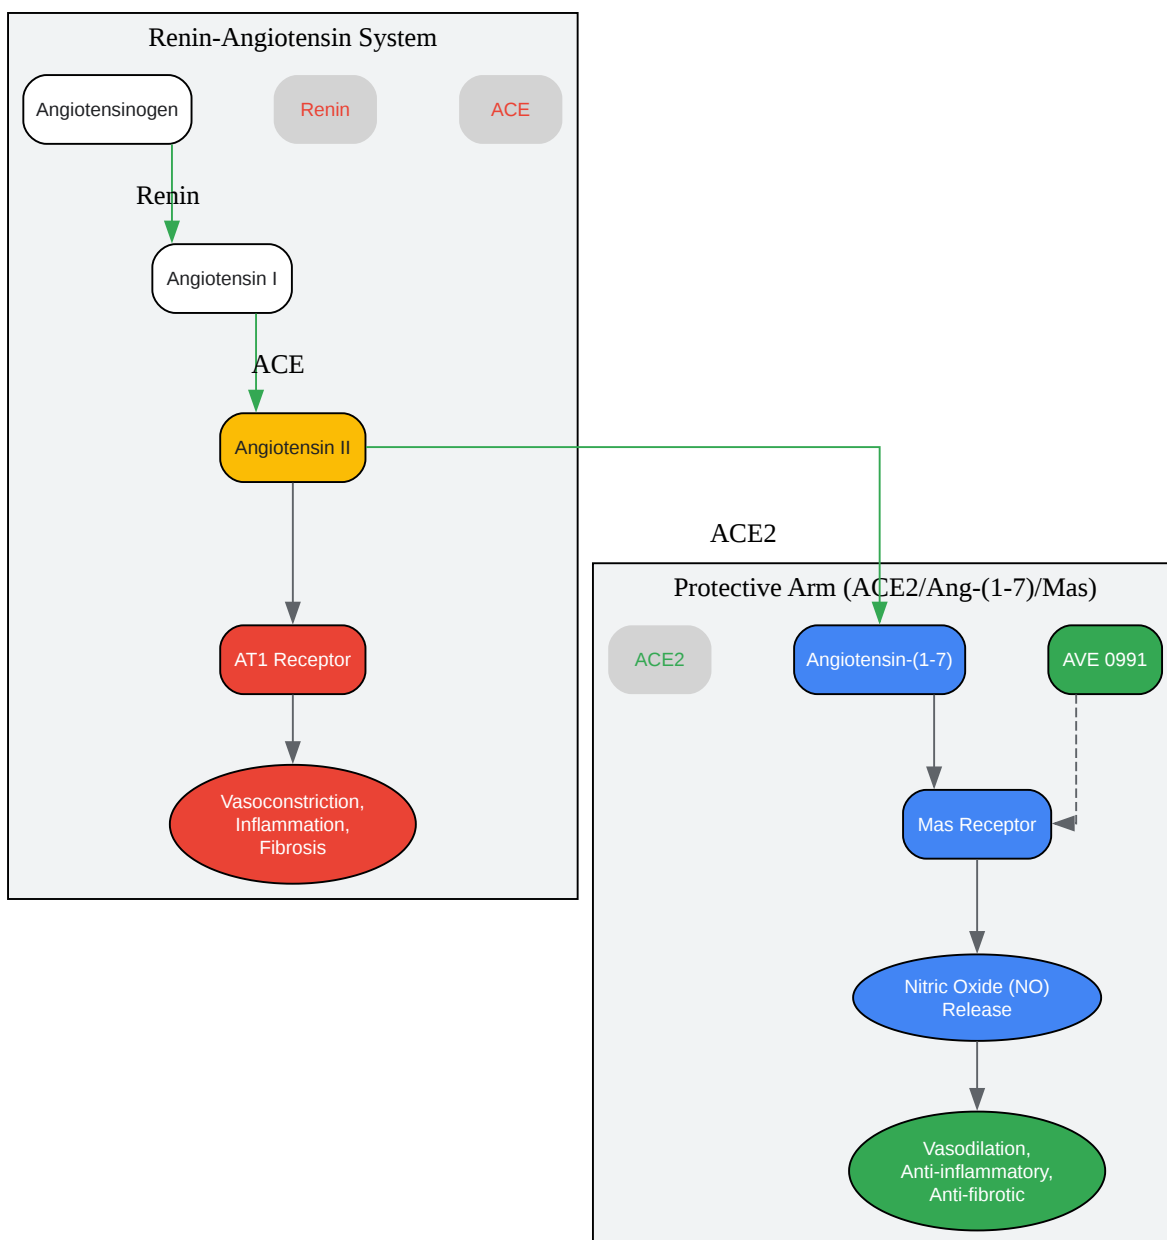 Renin-Angiotensin System
Angiotensinogen
Renin
ACE
Renin
Angiotensin I
ACE
Angiotensin II
ACE2
AT1 Receptor
Vasoconstriction,
Inflammation,
Fibrosis
Protective Arm (ACE2/Ang-(1-7)/Mas)
ACE2
Angiotensin-(1-7)
AVE 0991
Mas Receptor
Nitric Oxide (NO)
Release
Vasodilation,
Anti-inflammatory,
Anti-fibrotic